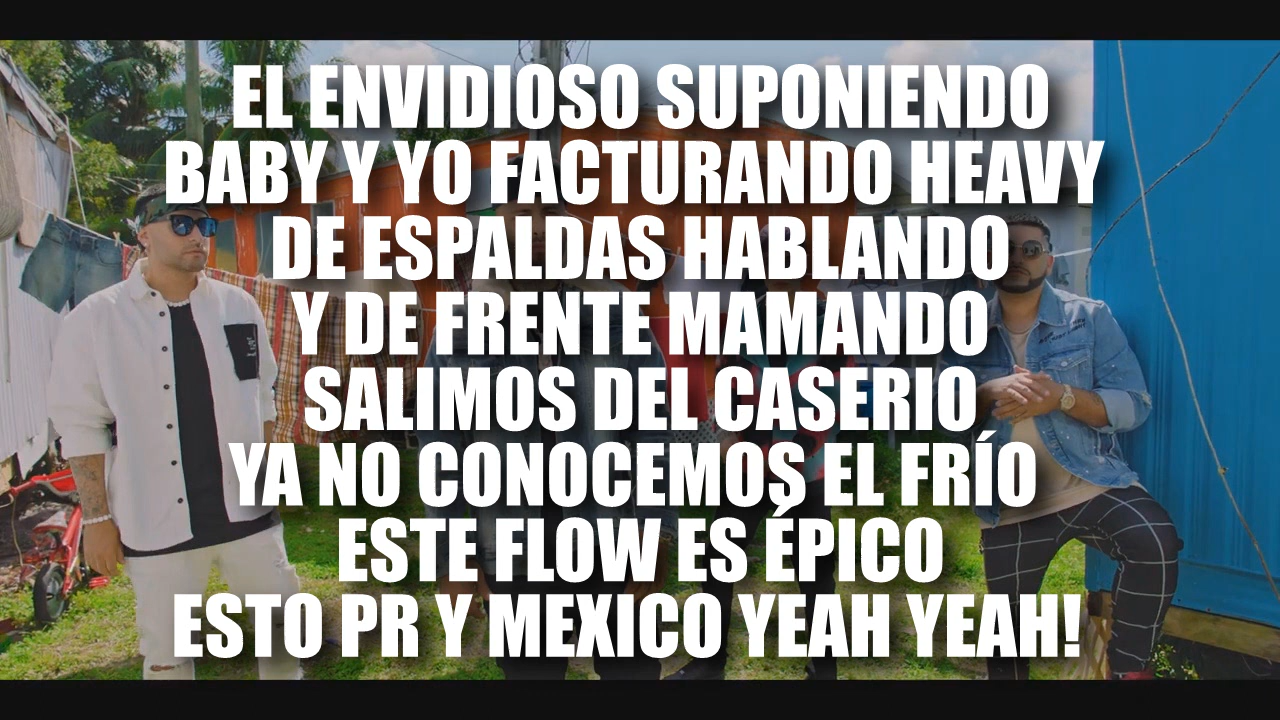 EL ENVIDIOSO SUPONIENDO
BABY Y YO FACTURANDO HEAVY
DE ESPALDAS HABLANDO
Y DE FRENTE MAMANDO
SALIMOS DEL CASERIO
YA NO CONOCEMOS EL FRÍO
ESTE FLOW ES ÉPICO
ESTO PR Y MEXICO YEAH YEAH!